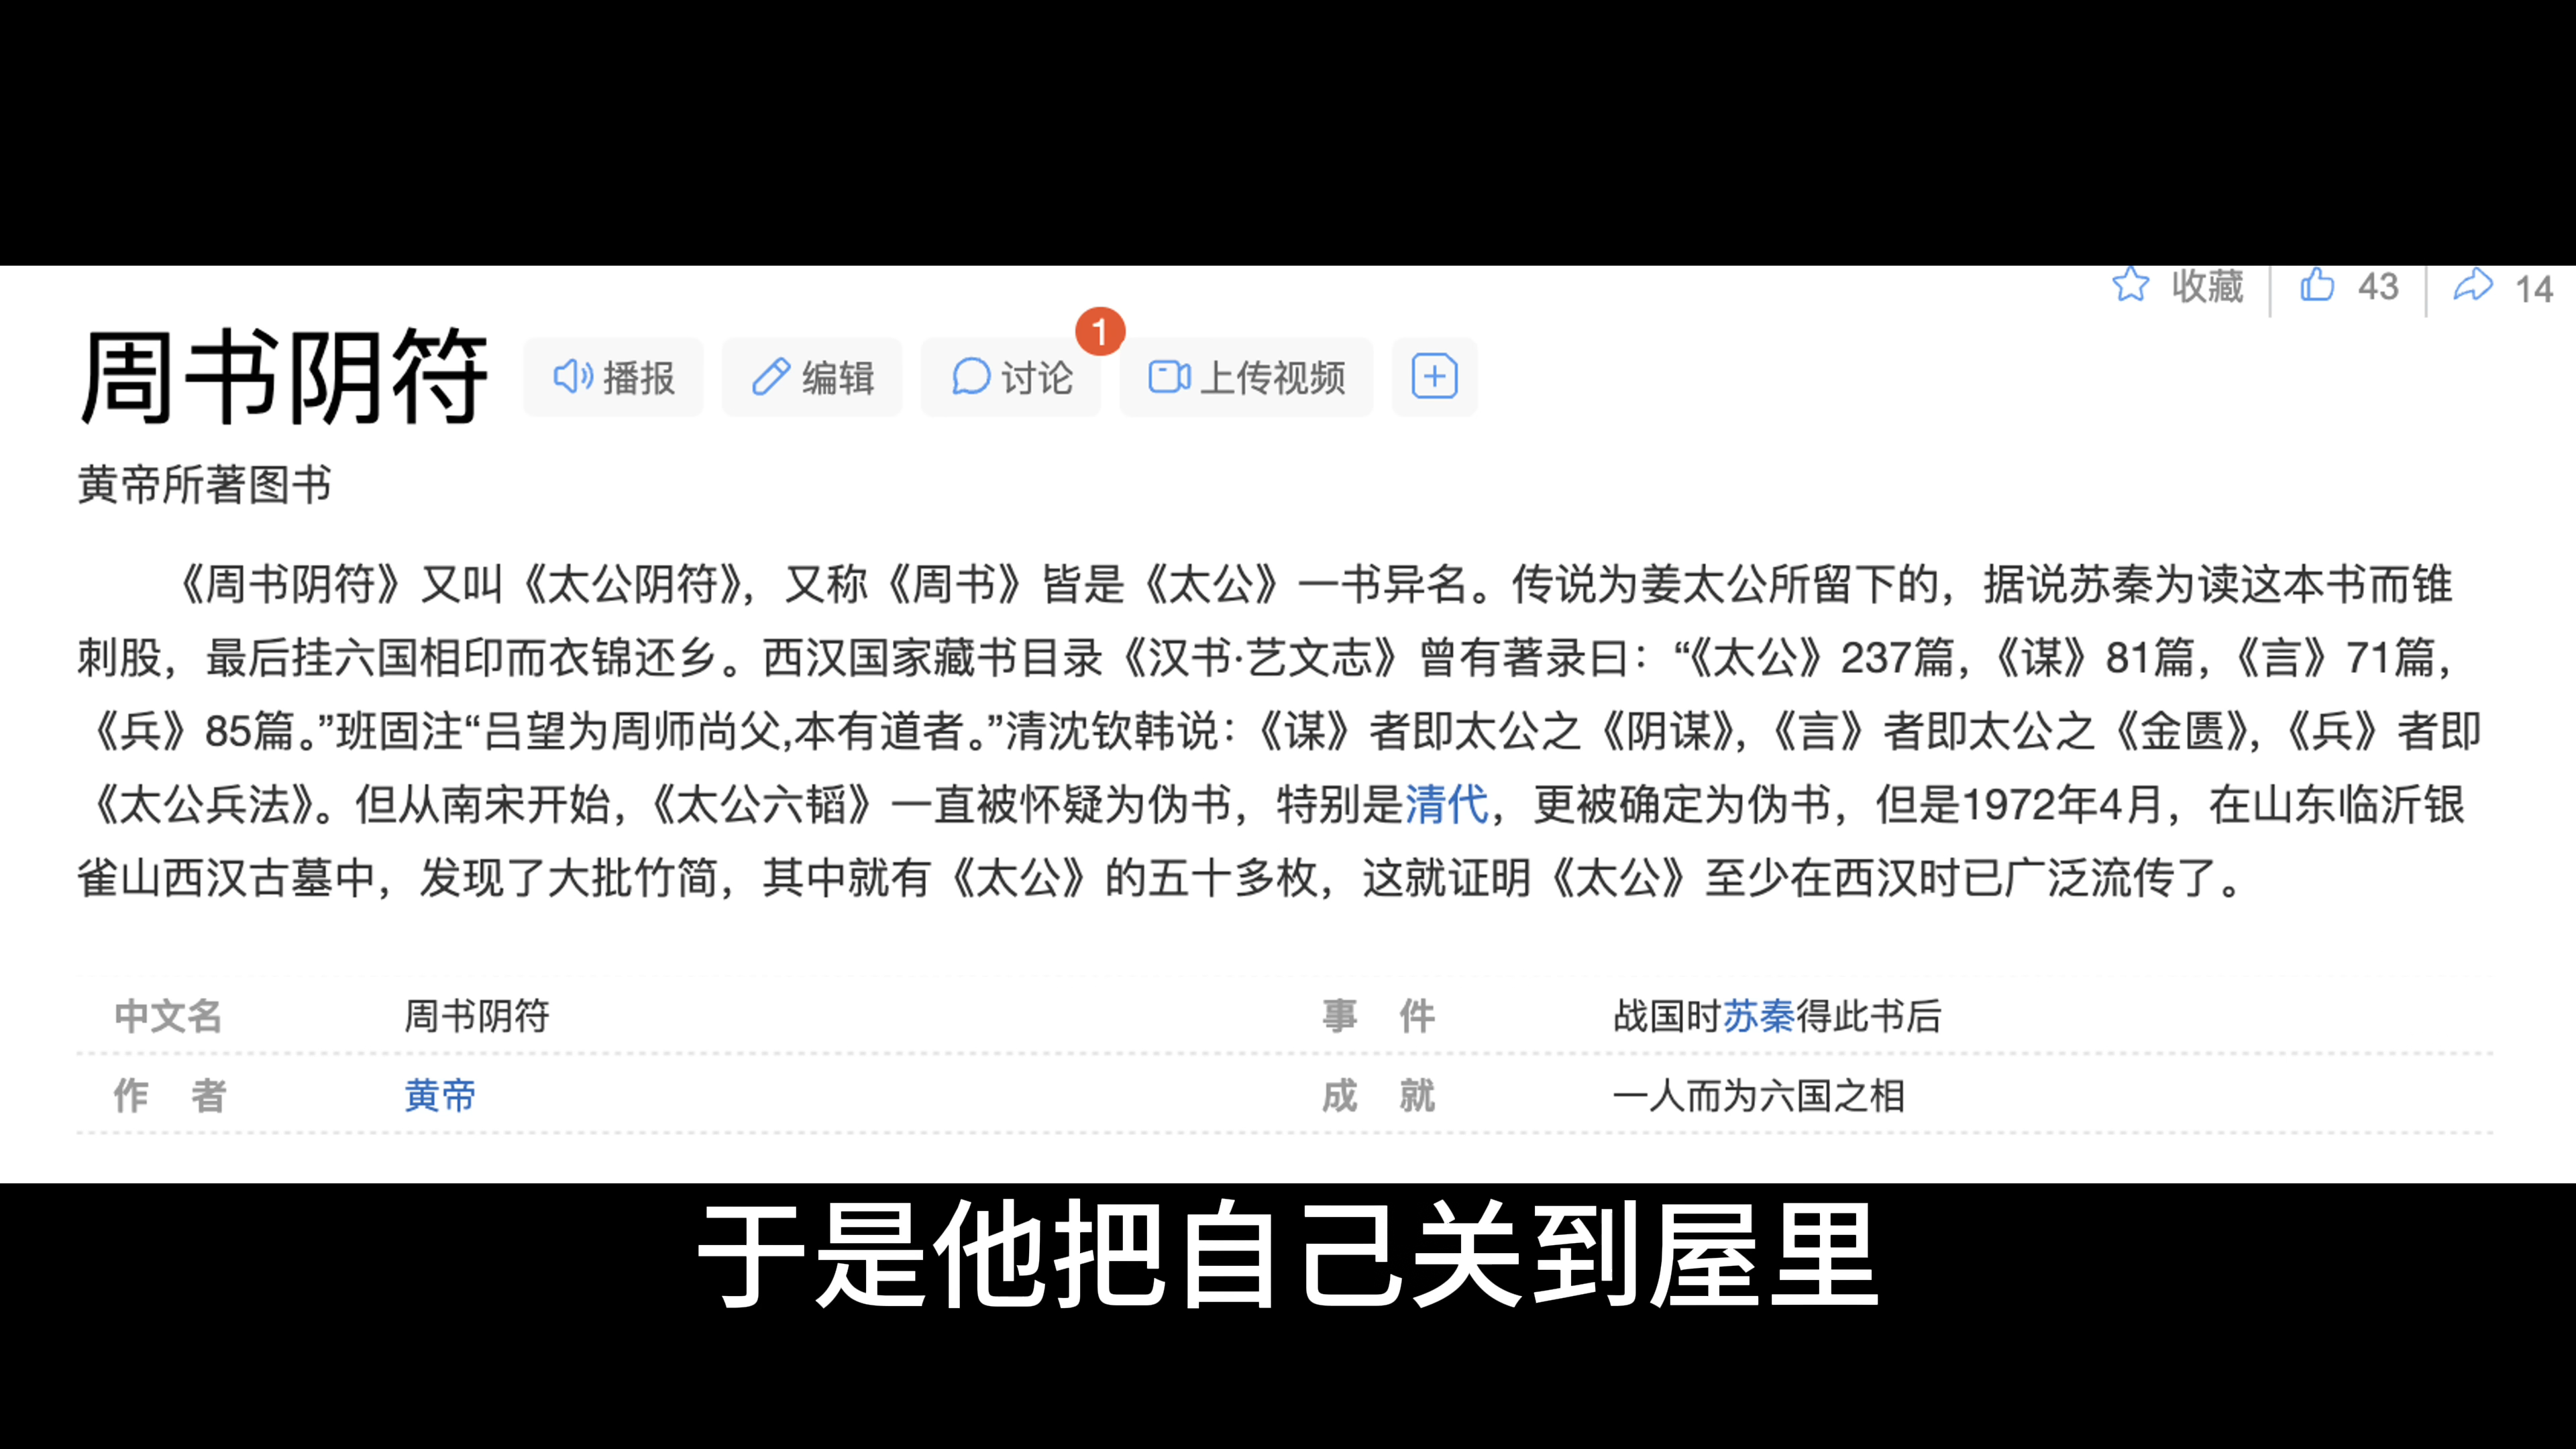 收藏 43 14
周书阴符 播报 编辑 讨论 1 上传视频
黄帝所著图书
《周书阴符》又叫《太公阴符》，又称《周书》皆是《太公》一书异名。传说为姜太公所留下的，据说苏秦为读这本书而锥
刺股，最后挂六国相印而衣锦还乡。西汉国家藏书目录《汉书·艺文志》曾有著录曰：“《太公》237篇，《谋》81篇，《言》71篇，
《兵》85篇。”班固注“吕望为周师尚父,本有道者。”清沈钦韩说：《谋》者即太公之《阴谋》，《言》者即太公之《金匮》，《兵》者即
《太公兵法》。但从南宋开始，《太公六韬》一直被怀疑为伪书，特别是清代，更被确定为伪书，但是1972年4月，在山东临沂银
雀山西汉古墓中，发现了大批竹简，其中就有《太公》的五十多枚，这就证明《太公》至少在西汉时已广泛流传了。
中文名 周书阴符 事件 战国时苏秦得此书后
作者 黄帝 成就 一人而为六国之相
于是他把自己关到屋里